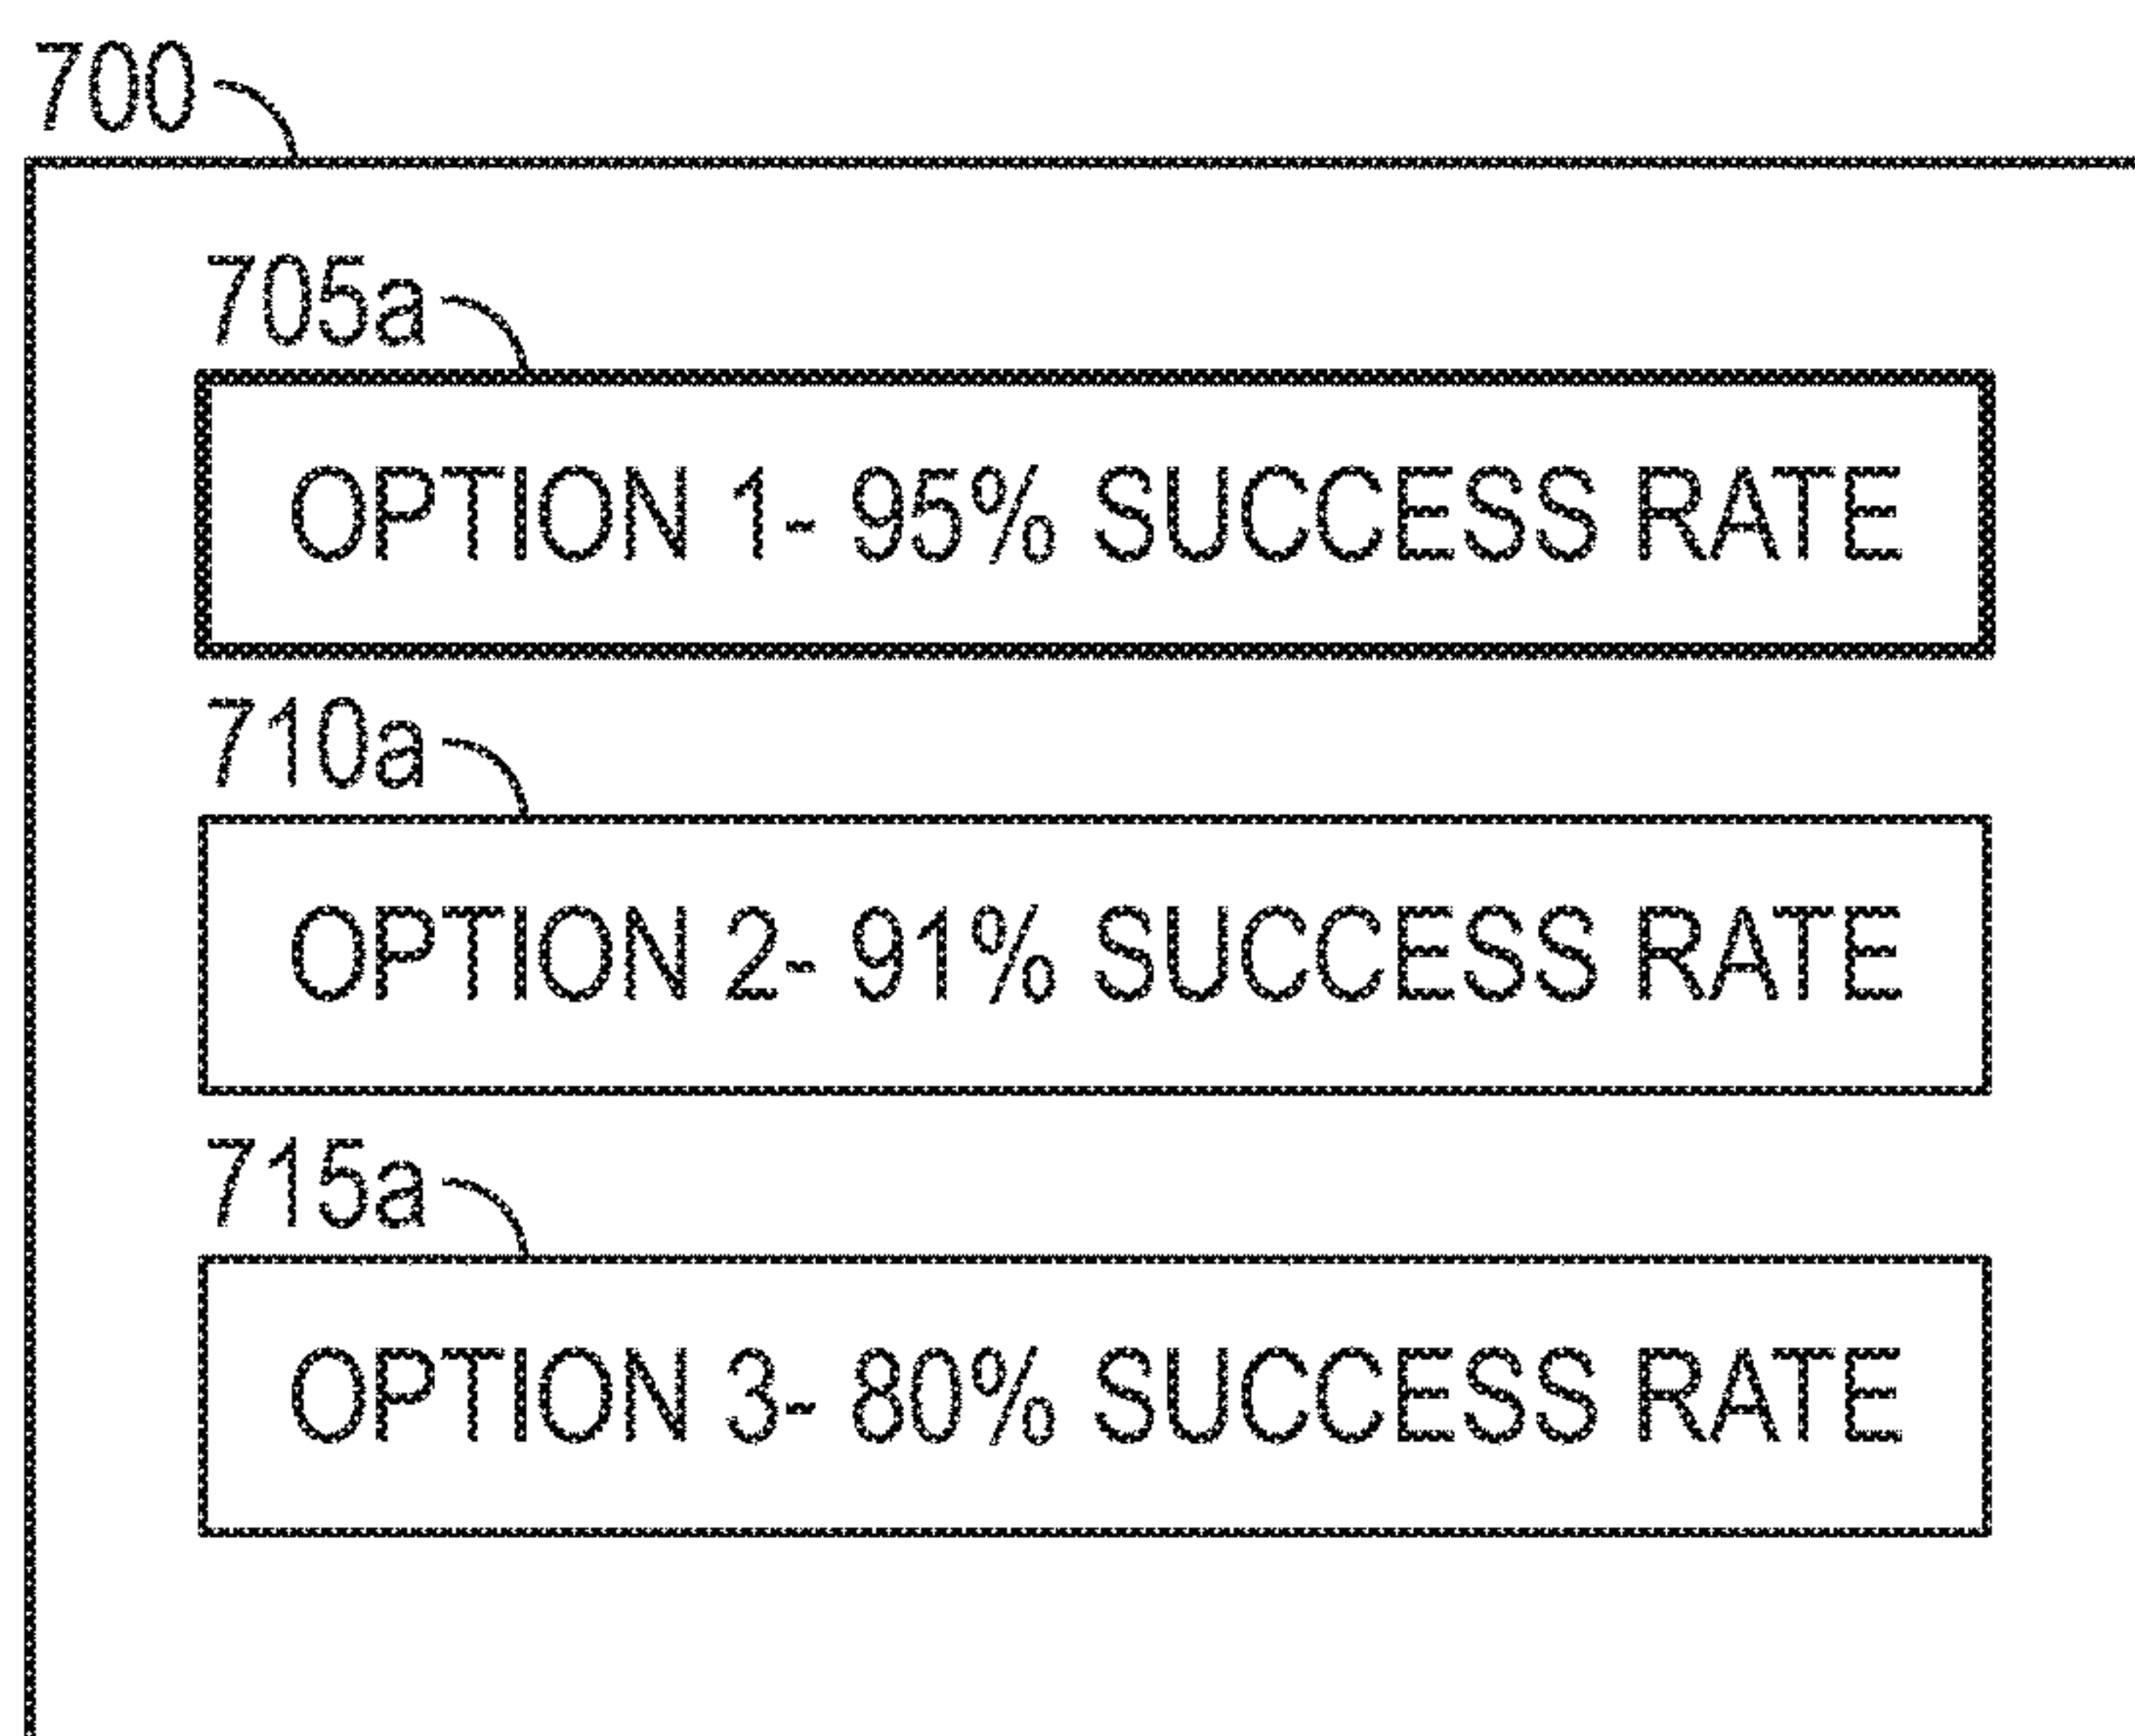 700
705a
OPTION 1- 95% SUCCESS RATE
710a
OPTION 2- 91% SUCCESS RATE
715a
OPTION 3- 80% SUCCESS RATE